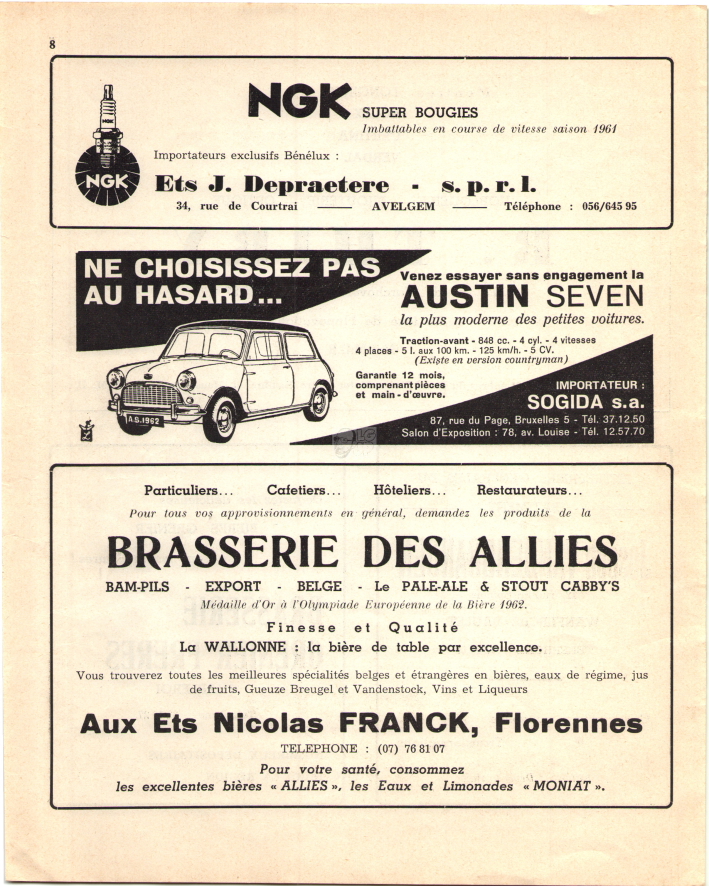 8
NGK SUPER BOUGIES
Imbattables en course de vitesse saison 1961
NGK
Importateurs exclusifs Bénélux :
Ets J. Depraetere - s.p.r.l.
34, rue de Courtrai —— AVELGEM —— Téléphone : 056/645 95
NE CHOISISSEZ PAS
AU HASARD...
Venez essayer sans engagement la
AUSTIN SEVEN
la plus moderne des petites voitures.
Traction-avant - 848 cc. - 4 cyl. - 4 vitesses
4 places - 5 l. aux 100 km. - 125 km/h. - 5 CV.
(Existe en version countryman)
Garantie 12 mois,
comprenant pièces
et main-d'œuvre.
A.S.1962
IMPORTATEUR :
SOGIDA s.a.
87, rue du Page, Bruxelles 5 - Tél. 37.12.50
Salon d'Exposition : 78, av. Louise - Tél. 12.57.70
Particuliers... Cafetiers... Hôteliers... Restaurateurs...
Pour tous vos approvisionnements en général, demandez les produits de la
BRASSERIE DES ALLIES
BAM-PILS - EXPORT - BELGE - Le PALE-ALE & STOUT CABBY'S
Médaille d'Or à l'Olympiade Européenne de la Bière 1962.
Finesse et Qualité
La WALLONNE : la bière de table par excellence.
Vous trouverez toutes les meilleures spécialités belges et étrangères en bières, eaux de régime, jus
de fruits, Gueuze Breugel et Vandenstock, Vins et Liqueurs
Aux Ets Nicolas FRANCK, Florennes
TELEPHONE : (07) 76 81 07
Pour votre santé, consommez
les excellentes bières « ALLIES », les Eaux et Limonades « MONIAT ».